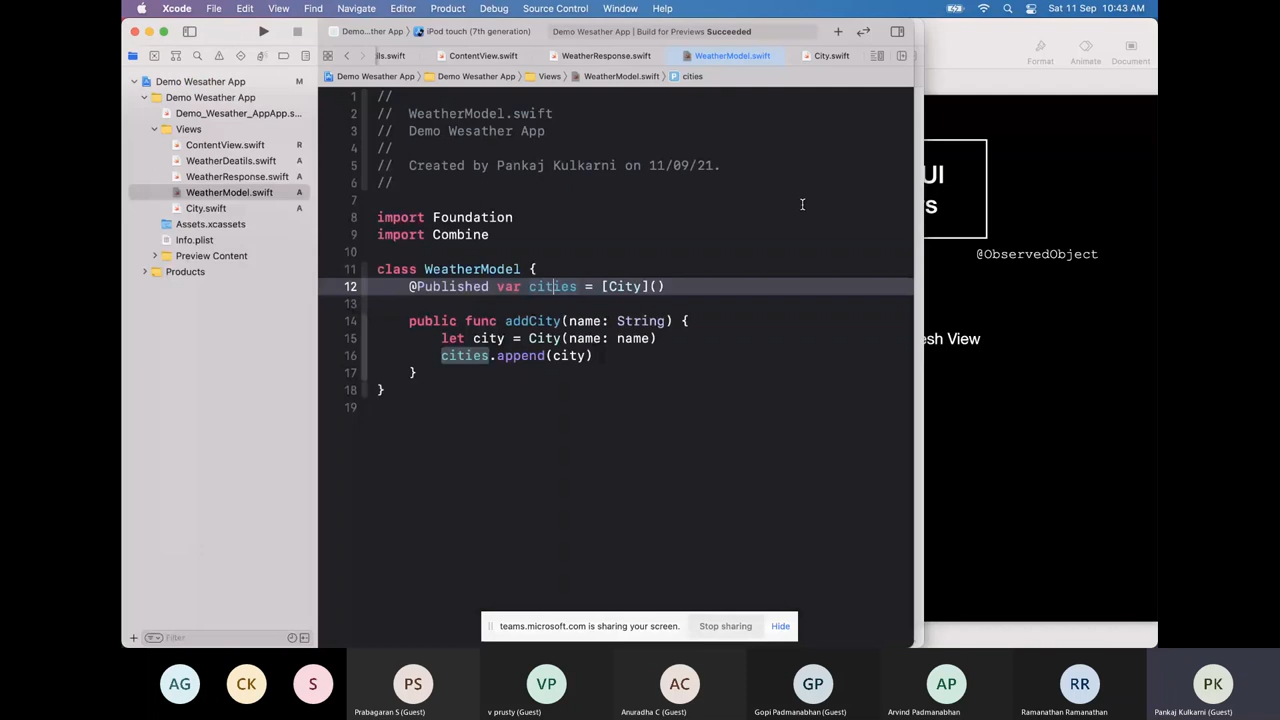 Xcode File Edit View Find Navigate Editor Product Debug Source Control Window Help Sat 11 Sep 10:43 AM
Demo...ther App iPod touch (7th generation) Demo Wesather App | Build for Previews Succeeded
ils.swift ContentView.swift WeatherResponse.swift WeatherModel.swift City.swift
Demo Wesather App Demo Wesather App Views WeatherModel.swift cities
Format Animate Document
Demo Wesather App M
Demo Wesather App
Demo_Wesather_AppApp.s...
Views
ContentView.swift R
WeatherDeatils.swift A
WeatherResponse.swift A
WeatherModel.swift A
City.swift A
Assets.xcassets
Info.plist
Preview Content
Products
Filter
1 //
2 // WeatherModel.swift
3 // Demo Wesather App
4 //
5 // Created by Pankaj Kulkarni on 11/09/21.
6 //
7
8 import Foundation
9 import Combine
10
11 class WeatherModel {
12 @Published var cities = [City]()
13
14 public func addCity(name: String) {
15 let city = City(name: name)
16 cities.append(city)
17 }
18 }
19
UI
s
@ObservedObject
esh View
teams.microsoft.com is sharing your screen. Stop sharing Hide
AG CK S PS VP AC GP AP RR PK
Prabagaran S (Guest) v prusty (Guest) Anuradha C (Guest) Gopi Padmanabhan (Guest) Arvind Padmanabhan Ramanathan Ramanathan Pankaj Kulkarni (Guest)